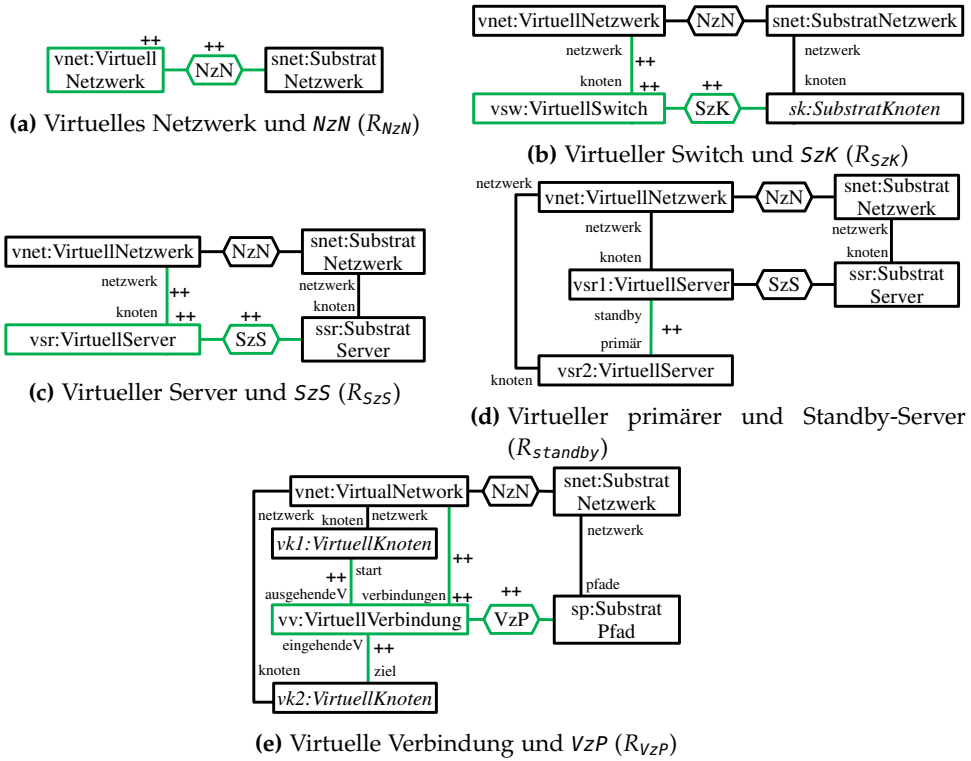 ++
++
vnet:Virtuell
Netzwerk
NzN
snet:Substrat
Netzwerk
(a) Virtuelles Netzwerk und NzN (R_NzN)
vnet:VirtuellNetzwerk
NzN
snet:SubstratNetzwerk
netzwerk
netzwerk
++
knoten
++
++
knoten
vsw:VirtuellSwitch
SzK
sk:SubstratKnoten
(b) Virtueller Switch und SzK (R_SzK)
vnet:VirtuellNetzwerk
NzN
snet:Substrat
Netzwerk
netzwerk
netzwerk
++
knoten
++
++
knoten
vsr:VirtuellServer
SzS
ssr:Substrat
Server
(c) Virtueller Server und SzS (R_SzS)
netzwerk
vnet:VirtuellNetzwerk
NzN
snet:Substrat
Netzwerk
netzwerk
netzwerk
knoten
knoten
vsr1:VirtuellServer
SzS
ssr:Substrat
Server
standby
++
primär
knoten
vsr2:VirtuellServer
(d) Virtueller primärer und Standby-Server
(R_standby)
vnet:VirtualNetwork
NzN
snet:Substrat
Netzwerk
netzwerk
knoten
netzwerk
netzwerk
vk1:VirtuellKnoten
++
start
++
ausgehendeV
verbindungen
++
++
pfade
vv:VirtuellVerbindung
VzP
sp:Substrat
Pfad
eingehendeV
++
knoten
ziel
vk2:VirtuellKnoten
(e) Virtuelle Verbindung und VzP (R_VzP)